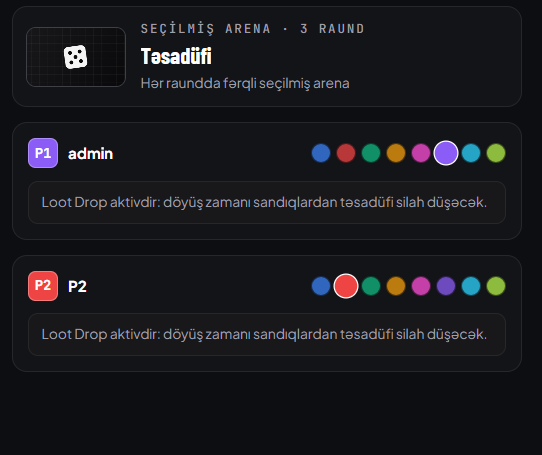 SEÇİLMİŞ ARENA · 3 RAUND
Təsadüfi
Hər raundda fərqli seçilmiş arena
P1 admin
Loot Drop aktivdir: döyüş zamanı sandıqlardan təsadüfi silah düşəcək.
P2 P2
Loot Drop aktivdir: döyüş zamanı sandıqlardan təsadüfi silah düşəcək.